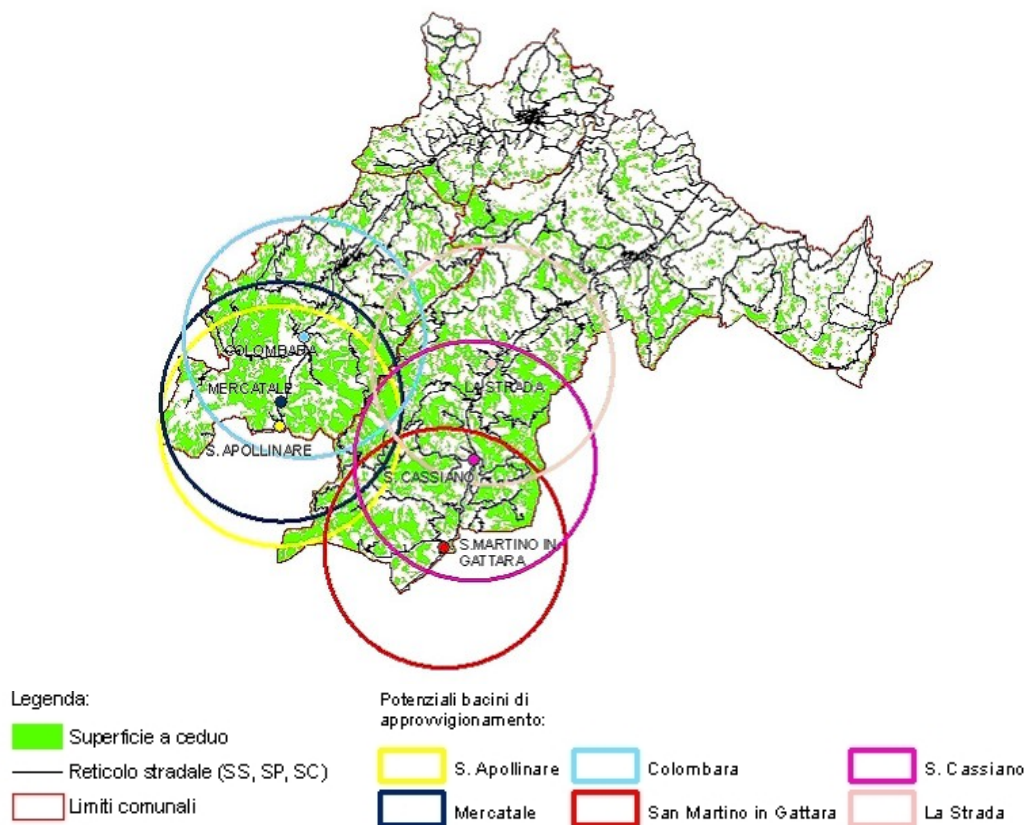 COLOMBARA
MERCATALE
S. APOLLINARE
LA STRADA
S. CASSIANO
S.MARTINO IN
GATTARA
Legenda:
Superficie a ceduo
Reticolo stradale (SS, SP, SC)
Limiti comunali
Potenziali bacini di
approvvigionamento:
S. Apollinare
Colombara
S. Cassiano
Mercatale
San Martino in Gattara
La Strada